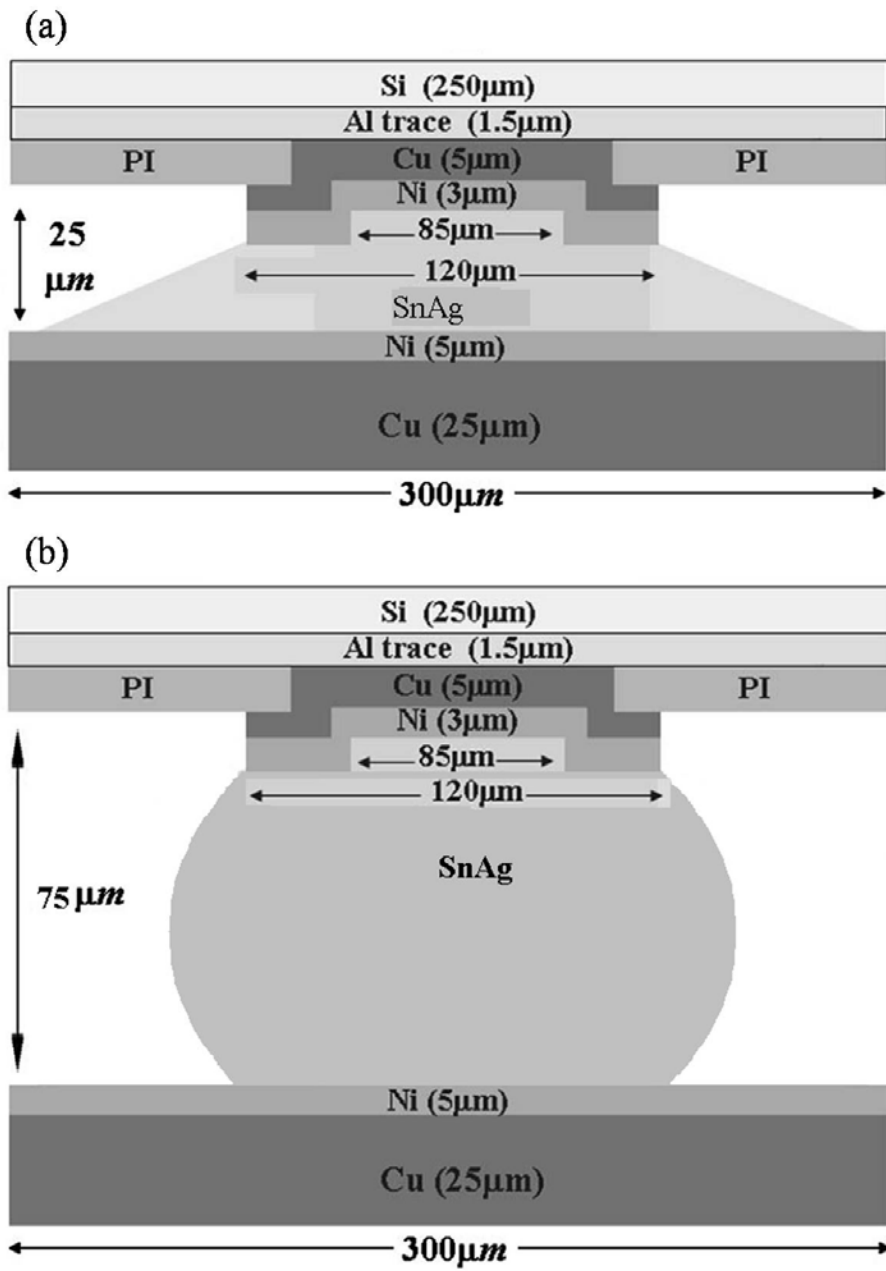 (a)
Si (250µm)
Al trace (1.5µm)
PI Cu (5µm) PI
Ni (3µm)
25 µm
85µm
120µm
SnAg
Ni (5µm)
Cu (25µm)
300µm
(b)
Si (250µm)
Al trace (1.5µm)
PI Cu (5µm) PI
Ni (3µm)
85µm
120µm
SnAg
75 µm
Ni (5µm)
Cu (25µm)
300µm